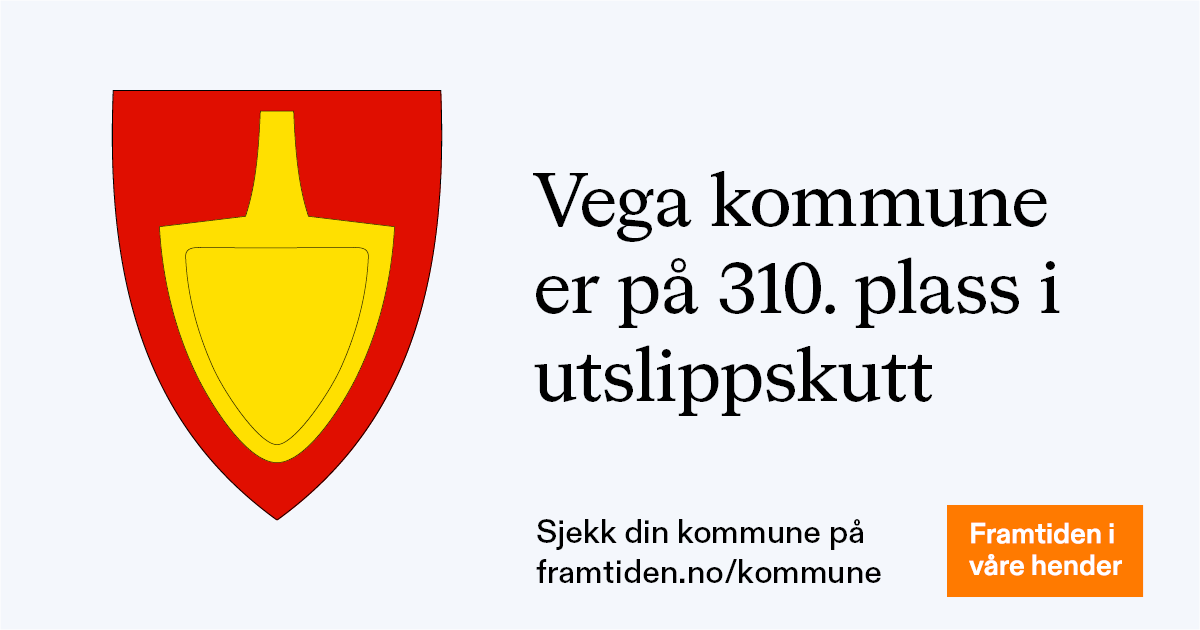 Vega kommune
er på 310. plass i
utslippskutt
Sjekk din kommune på
framtiden.no/kommune
Framtiden i
våre hender